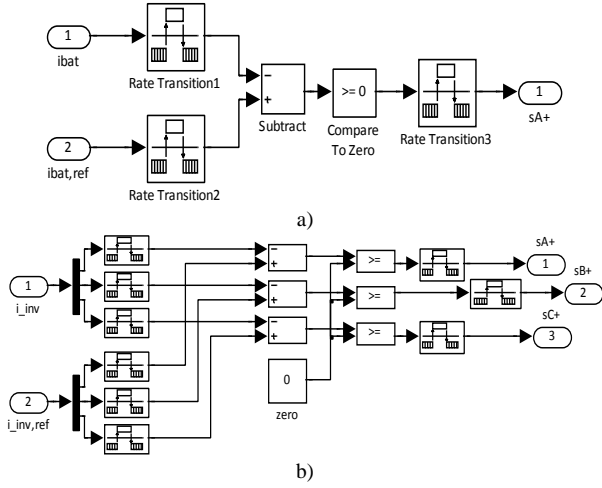 1
ibat
Rate Transition1
−
+
Subtract
>= 0
Compare
To Zero
Rate Transition3
1
sA+
2
ibat,ref
Rate Transition2
a)
1
i_inv
2
i_inv,ref
−
+
−
+
−
+
0
zero
>=
>=
>=
sA+
1
sB+
2
sC+
3
b)